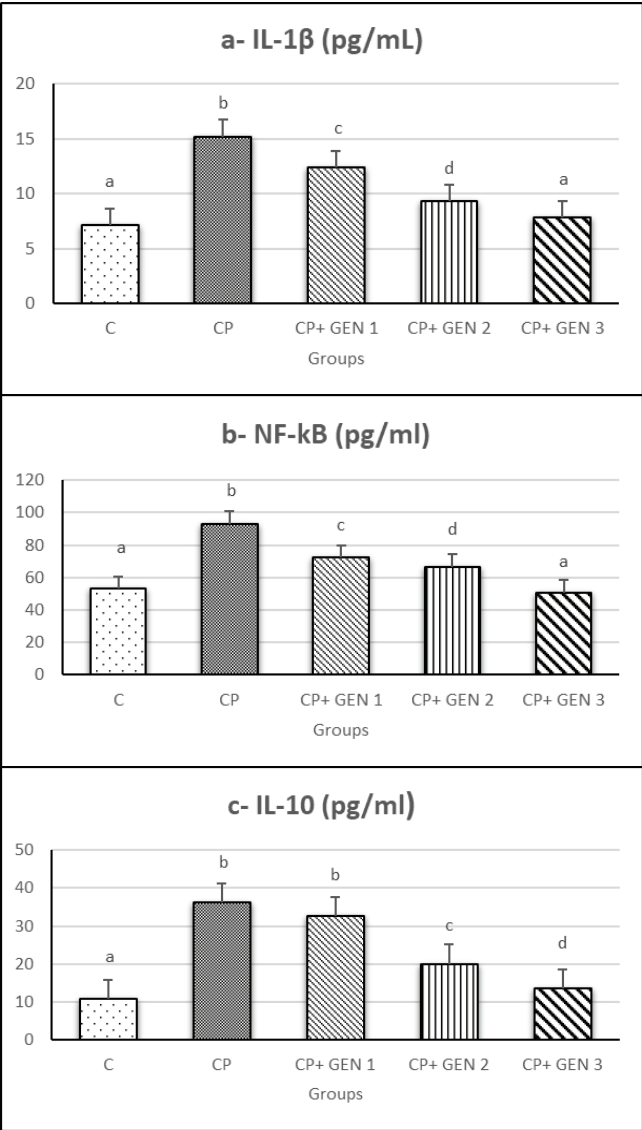 a- IL-1β (pg/mL)
20
b
15
c
d
10
a
a
5
0
C CP CP+ GEN 1 CP+ GEN 2 CP+ GEN 3
Groups
b- NF-kB (pg/ml)
120
b
100
c
d
80
a
a
60
40
20
0
C CP CP+ GEN 1 CP+ GEN 2 CP+ GEN 3
Groups
c- IL-10 (pg/ml)
50
b
b
40
30
c
d
a
20
10
0
C CP CP+ GEN 1 CP+ GEN 2 CP+ GEN 3
Groups